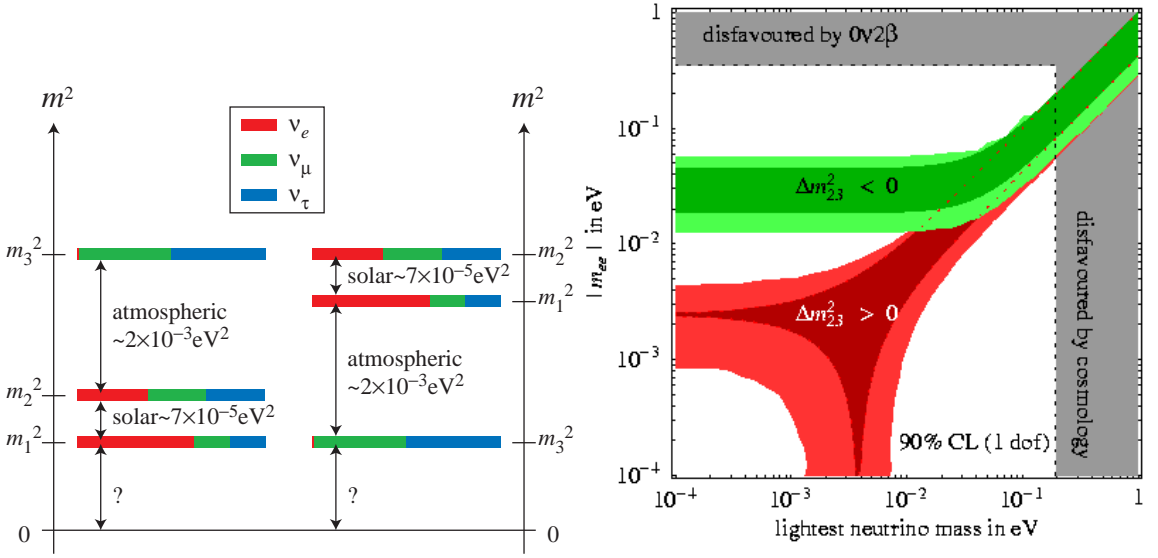 m²
ν_e
ν_μ
ν_τ
m²
m₃²
atmospheric
~2×10⁻³eV²
m₂²
solar~7×10⁻⁵eV²
m₁²
?
0
m₂²
solar~7×10⁻⁵eV²
m₁²
atmospheric
~2×10⁻³eV²
m₃²
?
0
1
10⁻¹
10⁻²
10⁻³
10⁻⁴
| m_ee | in eV
disfavoured by 0ν2β
Δm²₂₃ < 0
Δm²₂₃ > 0
disfavoured by cosmology
90% CL (1 dof)
10⁻⁴ 10⁻³ 10⁻² 10⁻¹ 1
lightest neutrino mass in eV